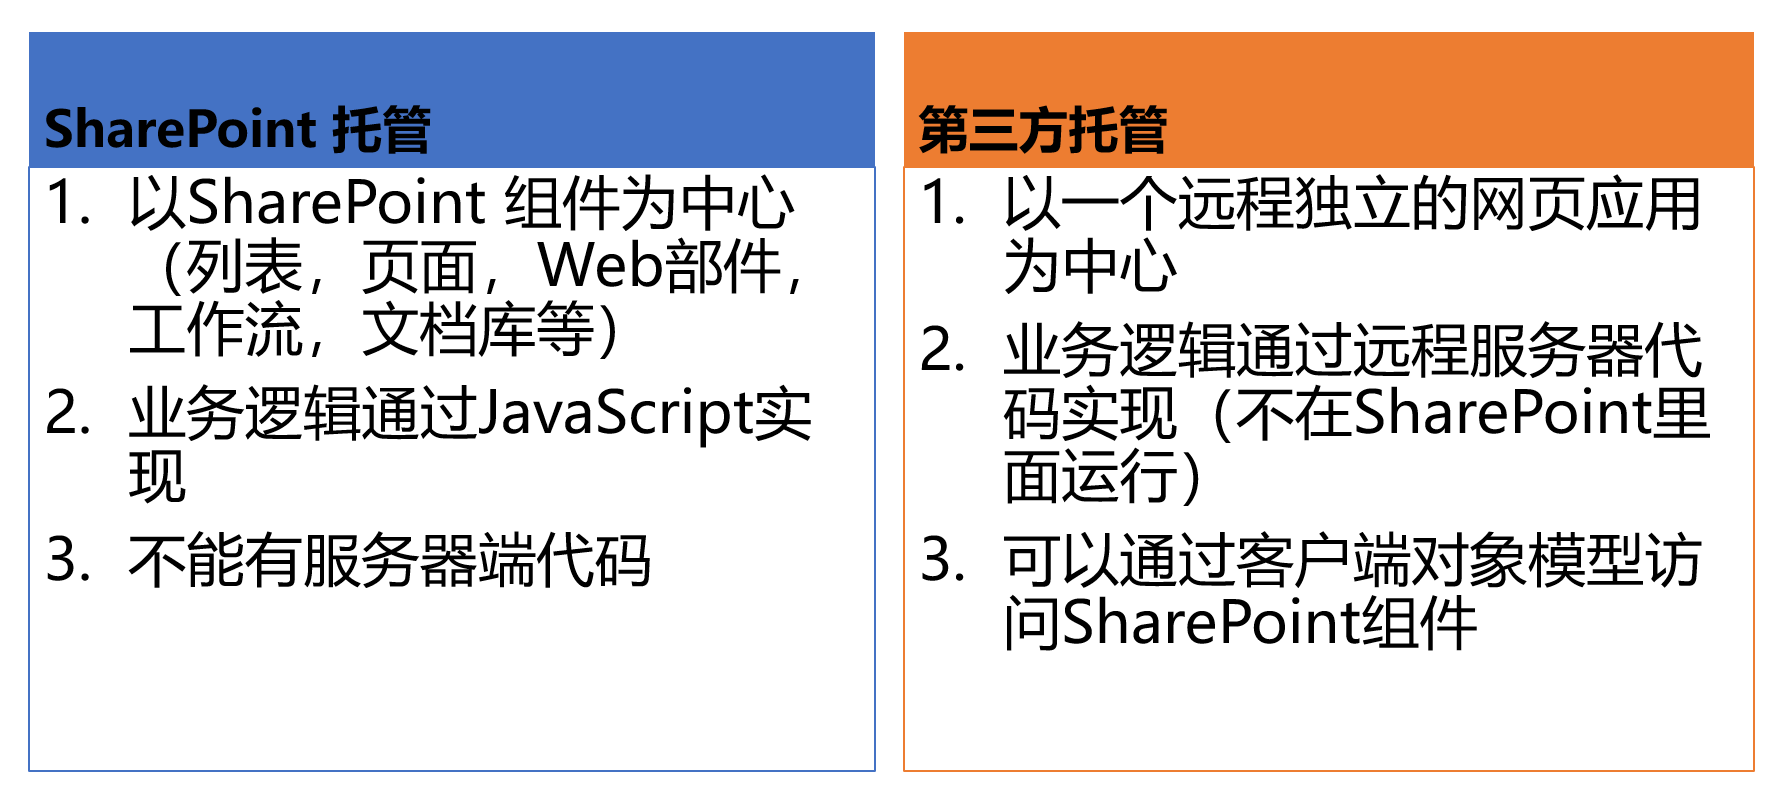 SharePoint 托管
1. 以SharePoint 组件为中心
（列表，页面，Web部件，
工作流，文档库等）
2. 业务逻辑通过JavaScript实
现
3. 不能有服务器端代码
第三方托管
1. 以一个远程独立的网页应用
为中心
2. 业务逻辑通过远程服务器代
码实现（不在SharePoint里
面运行）
3. 可以通过客户端对象模型访
问SharePoint组件